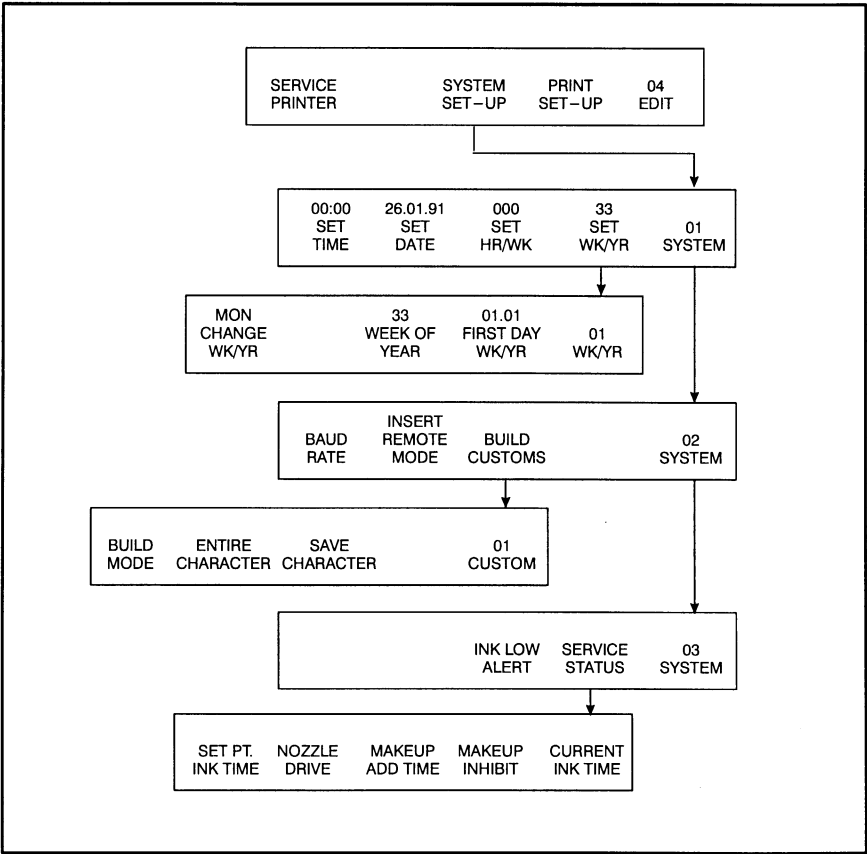 SERVICE SYSTEM PRINT 04
PRINTER SET–UP SET–UP EDIT
00:00 26.01.91 000 33
SET SET SET SET 01
TIME DATE HR/WK WK/YR SYSTEM
MON 33 01.01
CHANGE WEEK OF FIRST DAY 01
WK/YR YEAR WK/YR WK/YR
INSERT
BAUD REMOTE BUILD 02
RATE MODE CUSTOMS SYSTEM
BUILD ENTIRE SAVE 01
MODE CHARACTER CHARACTER CUSTOM
INK LOW SERVICE 03
ALERT STATUS SYSTEM
SET PT. NOZZLE MAKEUP MAKEUP CURRENT
INK TIME DRIVE ADD TIME INHIBIT INK TIME